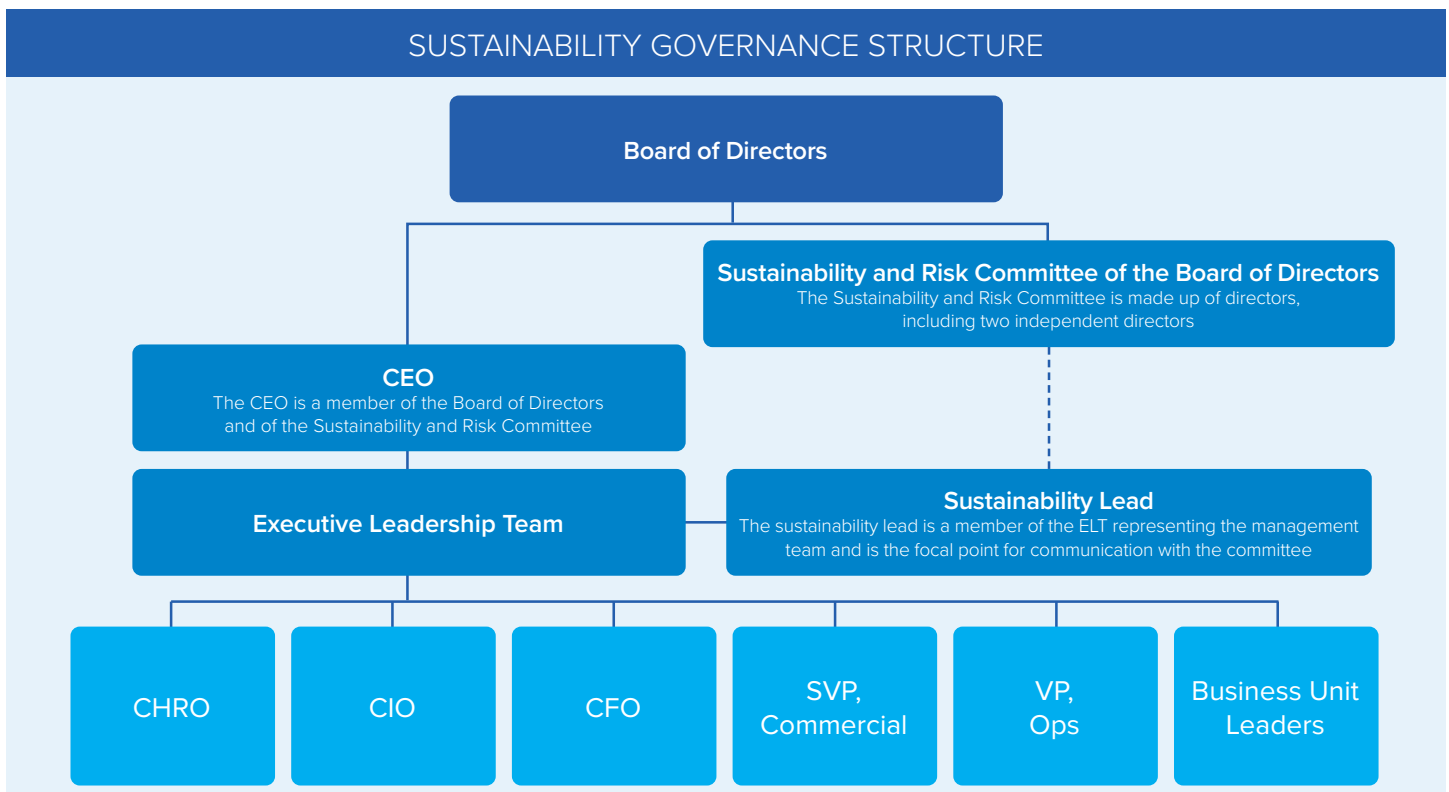 SUSTAINABILITY GOVERNANCE STRUCTURE
Board of Directors
Sustainability and Risk Committee of the Board of Directors
The Sustainability and Risk Committee is made up of directors,
including two independent directors
CEO
The CEO is a member of the Board of Directors
and of the Sustainability and Risk Committee
Executive Leadership Team
Sustainability Lead
The sustainability lead is a member of the ELT representing the management
team and is the focal point for communication with the committee
CHRO
CIO
CFO
SVP,
Commercial
VP,
Ops
Business Unit
Leaders